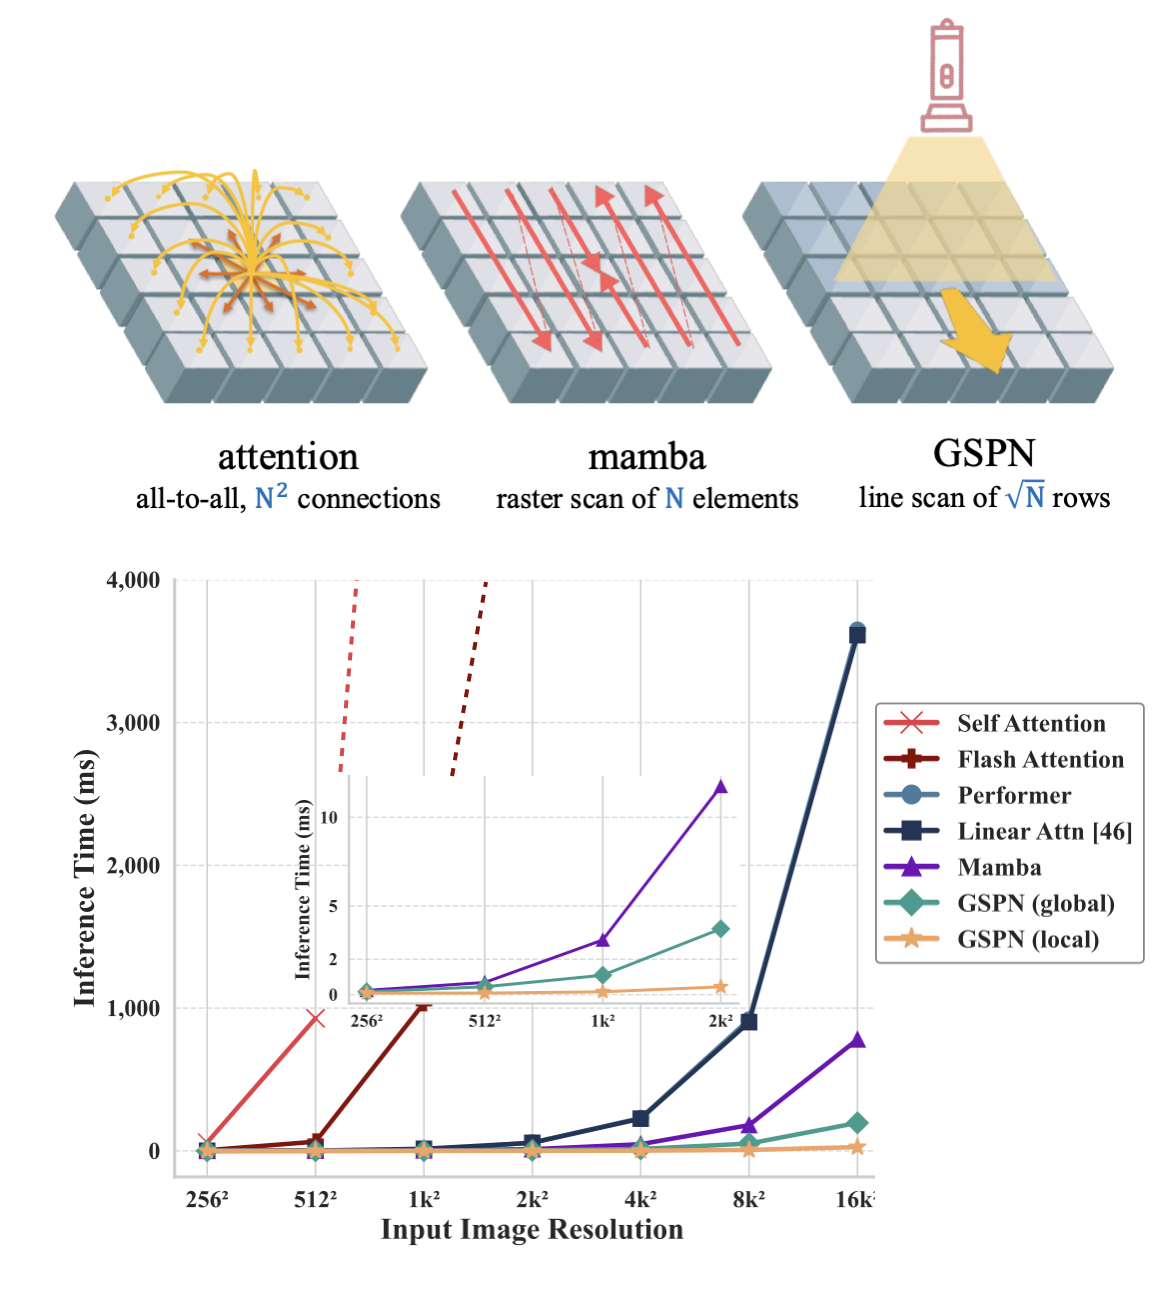 attention
all-to-all, N² connections
mamba
raster scan of N elements
GSPN
line scan of √N rows
4,000
3,000
2,000
1,000
0
Inference Time (ms)
10
5
2
0
Inference Time (ms)
256²
512²
1k²
2k²
256²
512²
1k²
2k²
4k²
8k²
16k²
Input Image Resolution
Self Attention
Flash Attention
Performer
Linear Attn [46]
Mamba
GSPN (global)
GSPN (local)